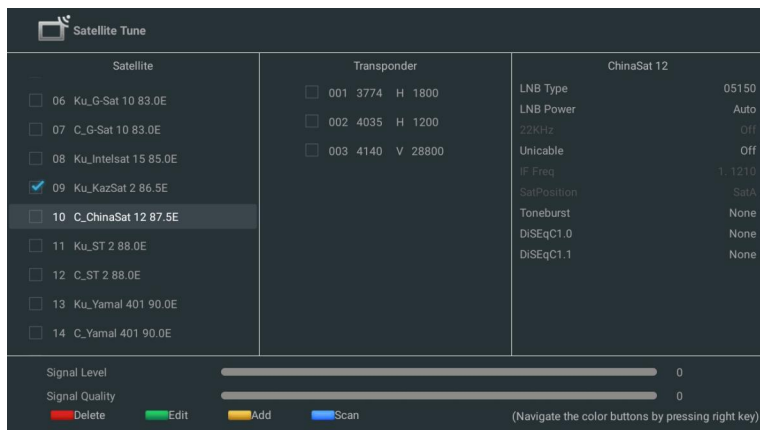 Satellite Tune
Satellite
06 Ku_G-Sat 10 83.0E
07 C_G-Sat 10 83.0E
08 Ku_Intelsat 15 85.0E
09 Ku_KazSat 2 86.5E
10 C_ChinaSat 12 87.5E
11 Ku_ST 2 88.0E
12 C_ST 2 88.0E
13 Ku_Yamal 401 90.0E
14 C_Yamal 401 90.0E
Transponder
001 3774 H 1800
002 4035 H 1200
003 4140 V 28800
ChinaSat 12
LNB Type 05150
LNB Power Auto
22KHz Off
Unicable Off
IF Freq 1. 1210
SatPosition SatA
Toneburst None
DiSEqC1.0 None
DiSEqC1.1 None
Signal Level 0
Signal Quality 0
Delete Edit Add Scan (Navigate the color buttons by pressing right key)